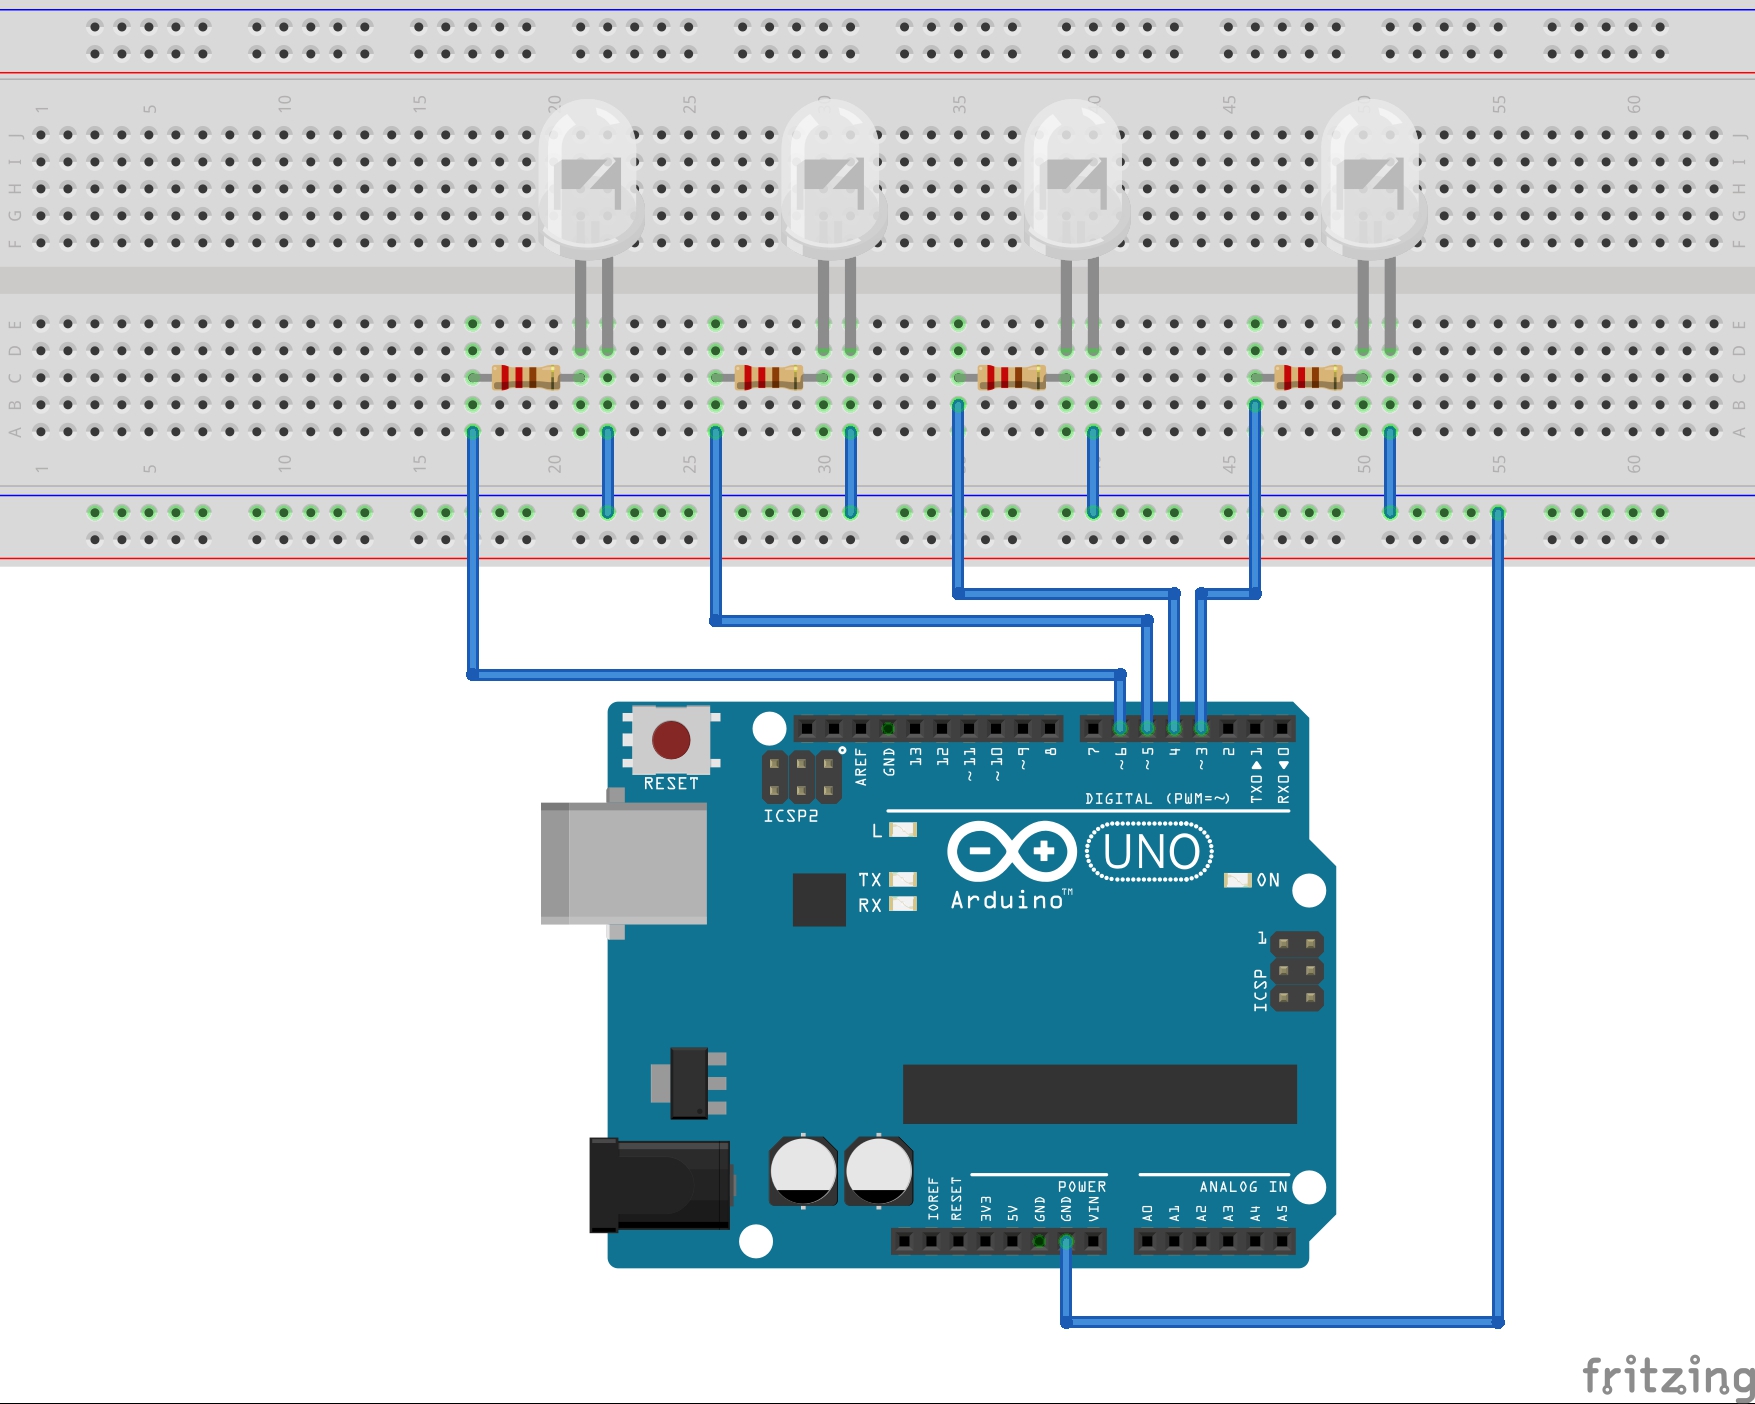 1 5 10 15 20 25 30 35 40 45 50 55 60
J J
I I
H H
G G
F F
E E
D D
C C
B B
A A
1 5 10 15 20 25 30 35 40 45 50 55 60
RESET
AREF GND 13 12 ~11 ~10 ~9 8 7 ~6 ~5 4 ~3 2 TX0▶1 RX0◀0
DIGITAL (PWM=~)
ICSP2
L
TX
RX
UNO
Arduino™
ON
1
ICSP
POWER
ANALOG IN
IOREF RESET 3V3 5V GND GND VIN A0 A1 A2 A3 A4 A5
fritzing